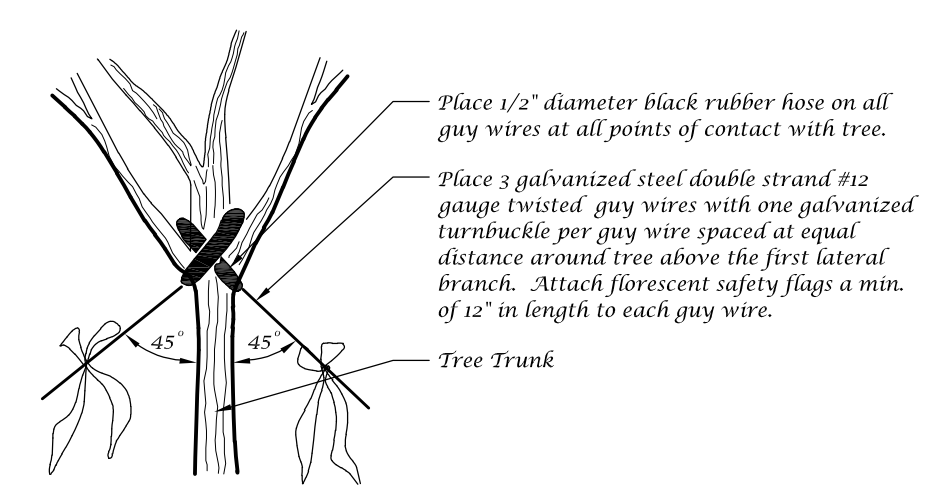 Place 1/2" diameter black rubber hose on all
guy wires at all points of contact with tree.
Place 3 galvanized steel double strand #12
gauge twisted guy wires with one galvanized
turnbuckle per guy wire spaced at equal
distance around tree above the first lateral
branch. Attach florescent safety flags a min.
of 12" in length to each guy wire.
45° 45°
Tree Trunk